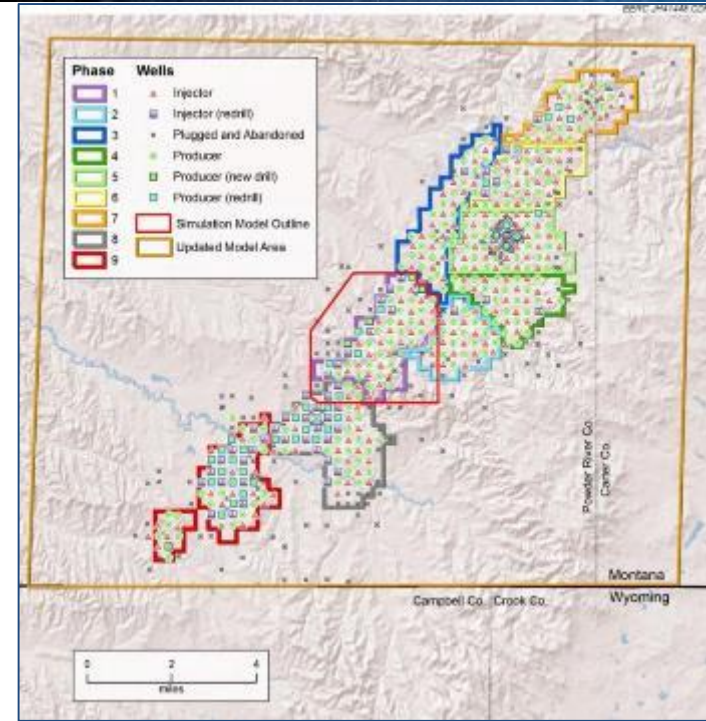 Phase Wells
1 Injector
2 Injector (redrill)
3 Plugged and Abandoned
4 Producer
5 Producer (new drill)
6 Producer (redrill)
7 Simulation Model Outline
8 Updated Model Area
9
Powder River Co.
Carter Co.
Montana
Campbell Co. Crook Co. Wyoming
0 2 4
miles